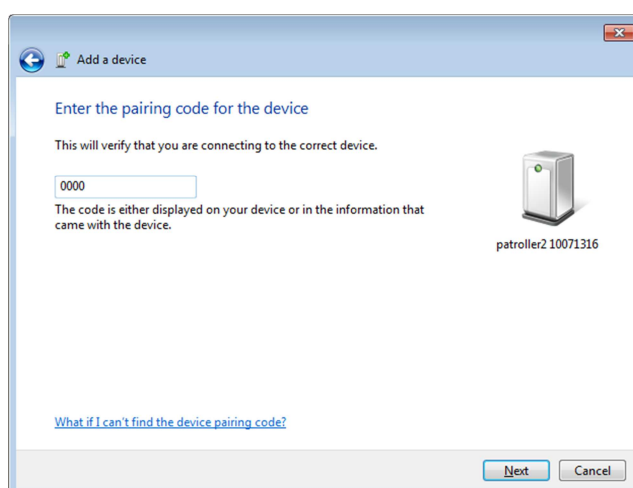 Add a device
Enter the pairing code for the device
This will verify that you are connecting to the correct device.
0000
The code is either displayed on your device or in the information that
came with the device.
patroller2 10071316
What if I can't find the device pairing code?
Next
Cancel